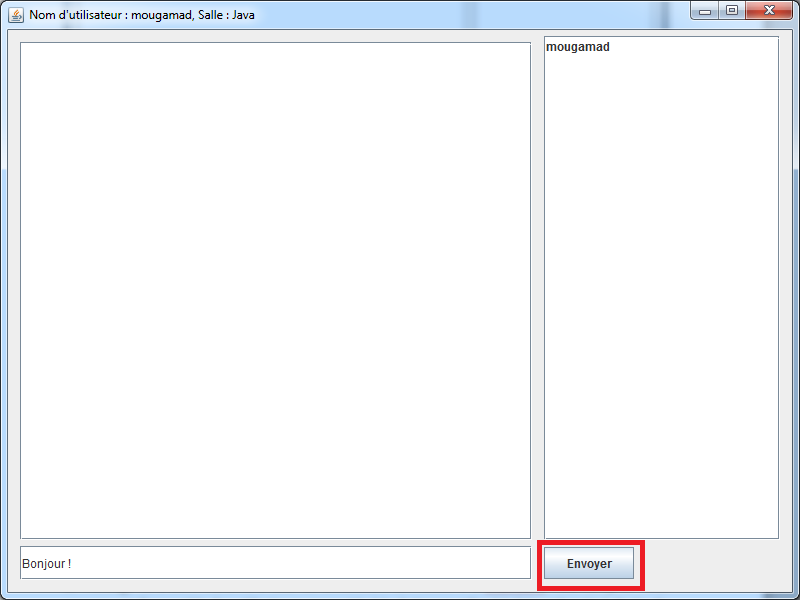 Nom d'utilisateur : mougamad, Salle : Java
mougamad
Bonjour !
Envoyer